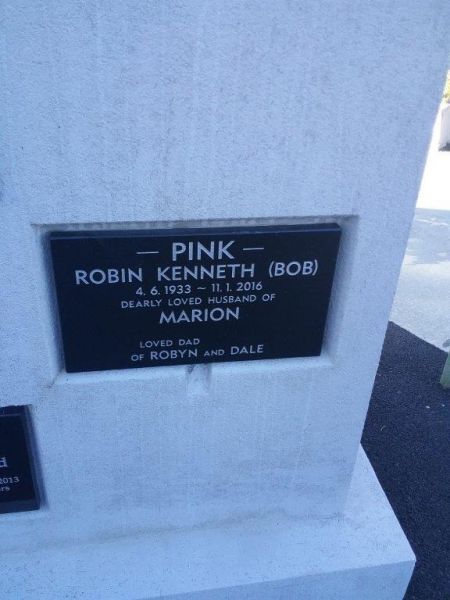 — PINK —
ROBIN KENNETH (BOB)
4. 6. 1933 ~ 11. 1. 2016
DEARLY LOVED HUSBAND OF
MARION
LOVED DAD
OF ROBYN AND DALE
2013